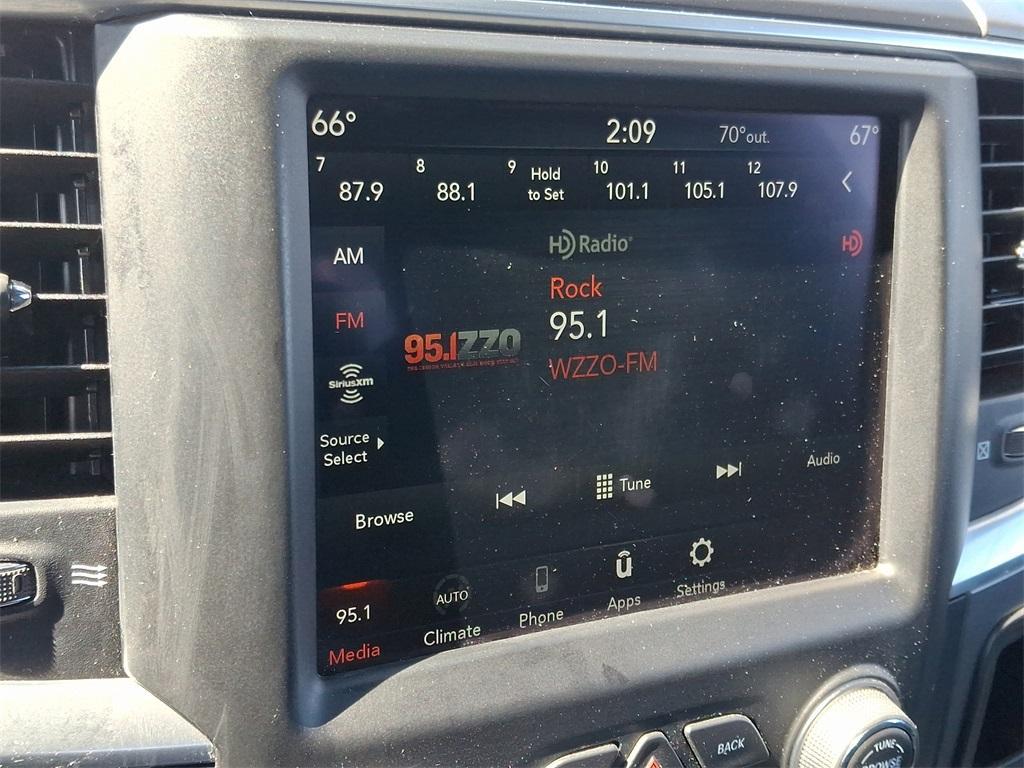 66° 2:09 70°out. 67°
7 8 9 10 11 12
87.9 88.1 Hold 101.1 105.1 107.9
to Set
HD Radio
HD
AM
Rock
FM
95.1
95.1 ZZO
WZZO-FM
SiriusXM
Source
Select
Audio
Tune
Browse
95.1
AUTO
Media Climate Phone Apps Settings
BACK
TUNE
BROWSE